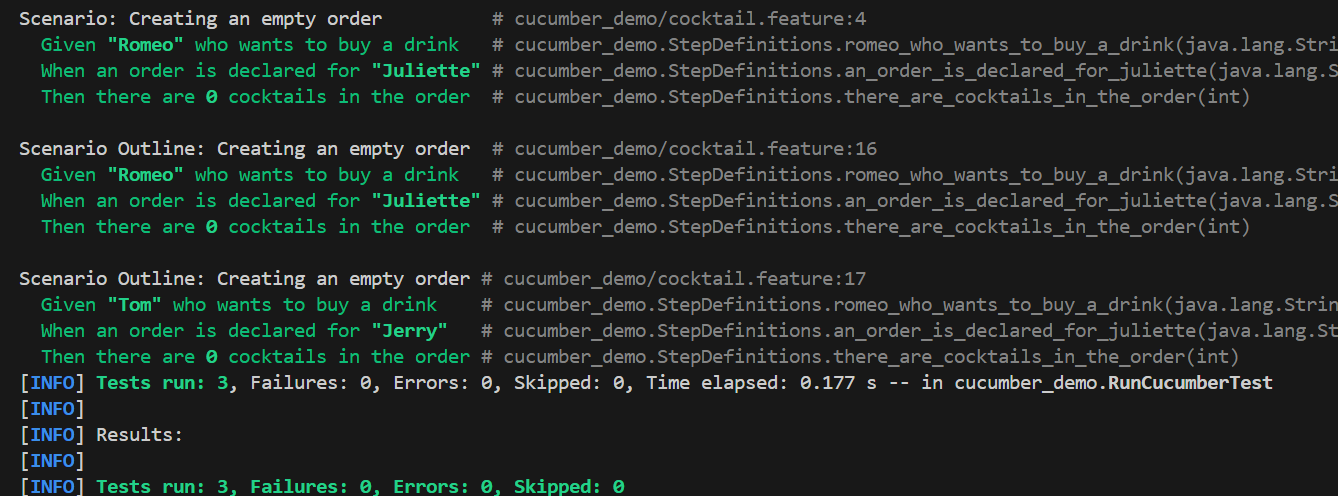 Scenario: Creating an empty order # cucumber_demo/cocktail.feature:4
Given "Romeo" who wants to buy a drink # cucumber_demo.StepDefinitions.romeo_who_wants_to_buy_a_drink(java.lang.Stri
When an order is declared for "Juliette" # cucumber_demo.StepDefinitions.an_order_is_declared_for_juliette(java.lang.S
Then there are 0 cocktails in the order # cucumber_demo.StepDefinitions.there_are_cocktails_in_the_order(int)
Scenario Outline: Creating an empty order # cucumber_demo/cocktail.feature:16
Given "Romeo" who wants to buy a drink # cucumber_demo.StepDefinitions.romeo_who_wants_to_buy_a_drink(java.lang.Stri
When an order is declared for "Juliette" # cucumber_demo.StepDefinitions.an_order_is_declared_for_juliette(java.lang.S
Then there are 0 cocktails in the order # cucumber_demo.StepDefinitions.there_are_cocktails_in_the_order(int)
Scenario Outline: Creating an empty order # cucumber_demo/cocktail.feature:17
Given "Tom" who wants to buy a drink # cucumber_demo.StepDefinitions.romeo_who_wants_to_buy_a_drink(java.lang.Strin
When an order is declared for "Jerry" # cucumber_demo.StepDefinitions.an_order_is_declared_for_juliette(java.lang.St
Then there are 0 cocktails in the order # cucumber_demo.StepDefinitions.there_are_cocktails_in_the_order(int)
[INFO] Tests run: 3, Failures: 0, Errors: 0, Skipped: 0, Time elapsed: 0.177 s -- in cucumber_demo.RunCucumberTest
[INFO]
[INFO] Results:
[INFO]
[INFO] Tests run: 3, Failures: 0, Errors: 0, Skipped: 0